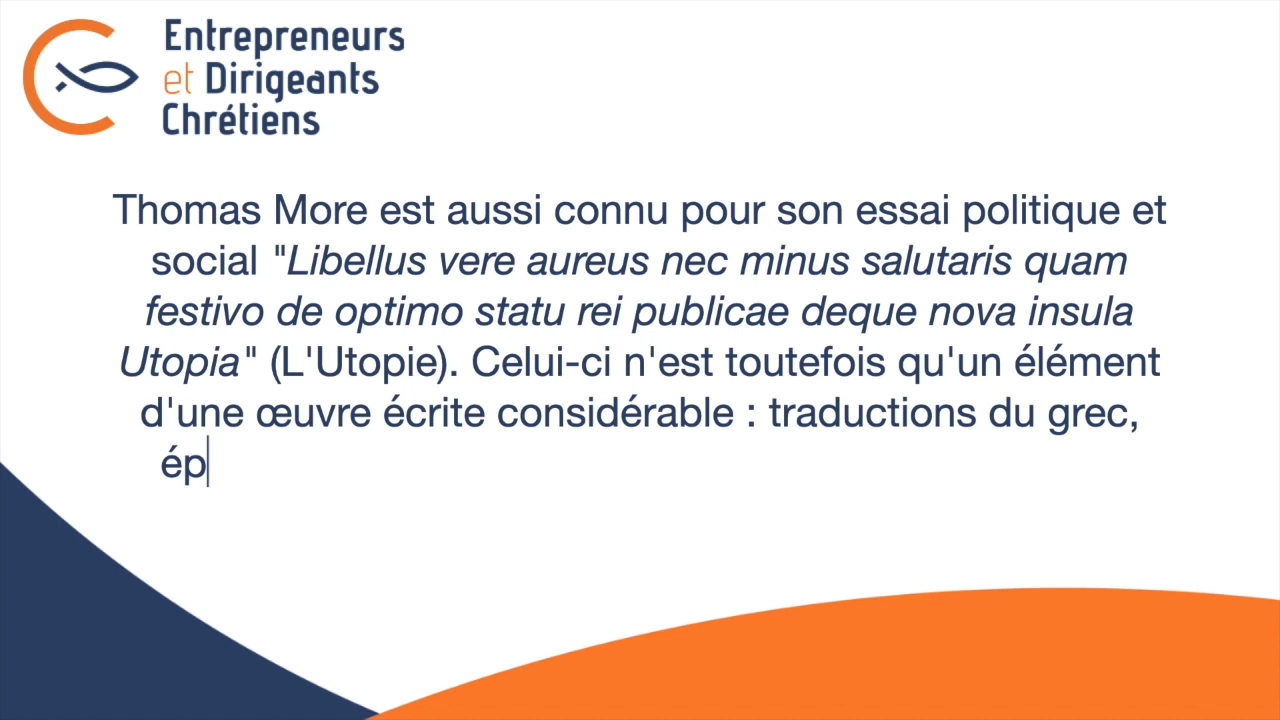 Entrepreneurs
et Dirigeants
Chrétiens
Thomas More est aussi connu pour son essai politique et
social "Libellus vere aureus nec minus salutaris quam
festivo de optimo statu rei publicae deque nova insula
Utopia" (L'Utopie). Celui-ci n'est toutefois qu'un élément
d'une œuvre écrite considérable : traductions du grec,
ép